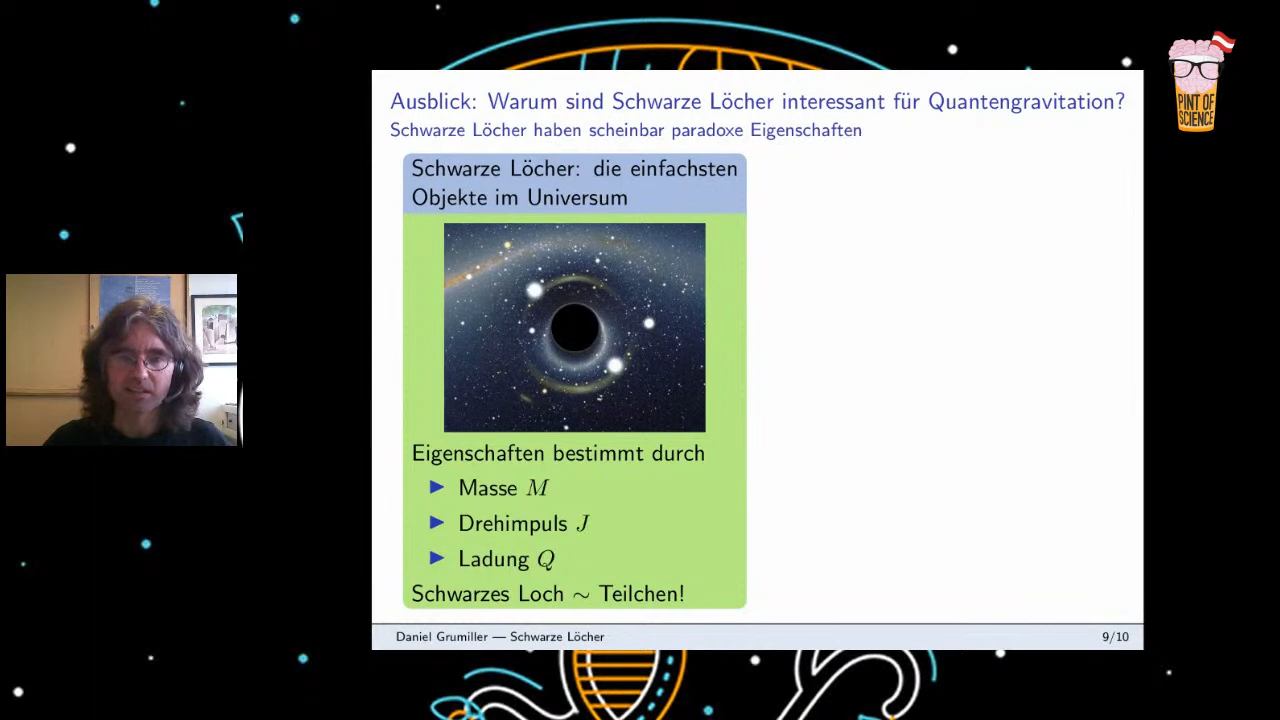 Ausblick: Warum sind Schwarze Löcher interessant für Quantengravitation?
Schwarze Löcher haben scheinbar paradoxe Eigenschaften
Schwarze Löcher: die einfachsten
Objekte im Universum
Eigenschaften bestimmt durch
▶ Masse M
▶ Drehimpuls J
▶ Ladung Q
Schwarzes Loch ∼ Teilchen!
Daniel Grumiller — Schwarze Löcher
9/10
PINT OF
SCIENCE